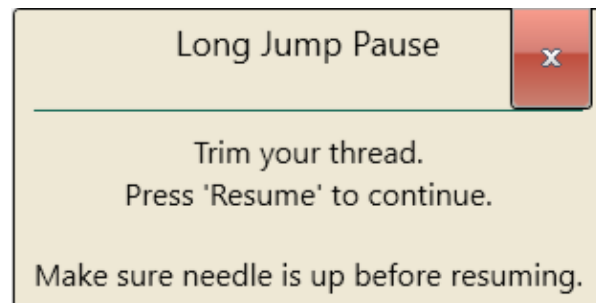 Long Jump Pause
x
Trim your thread.
Press 'Resume' to continue.
Make sure needle is up before resuming.